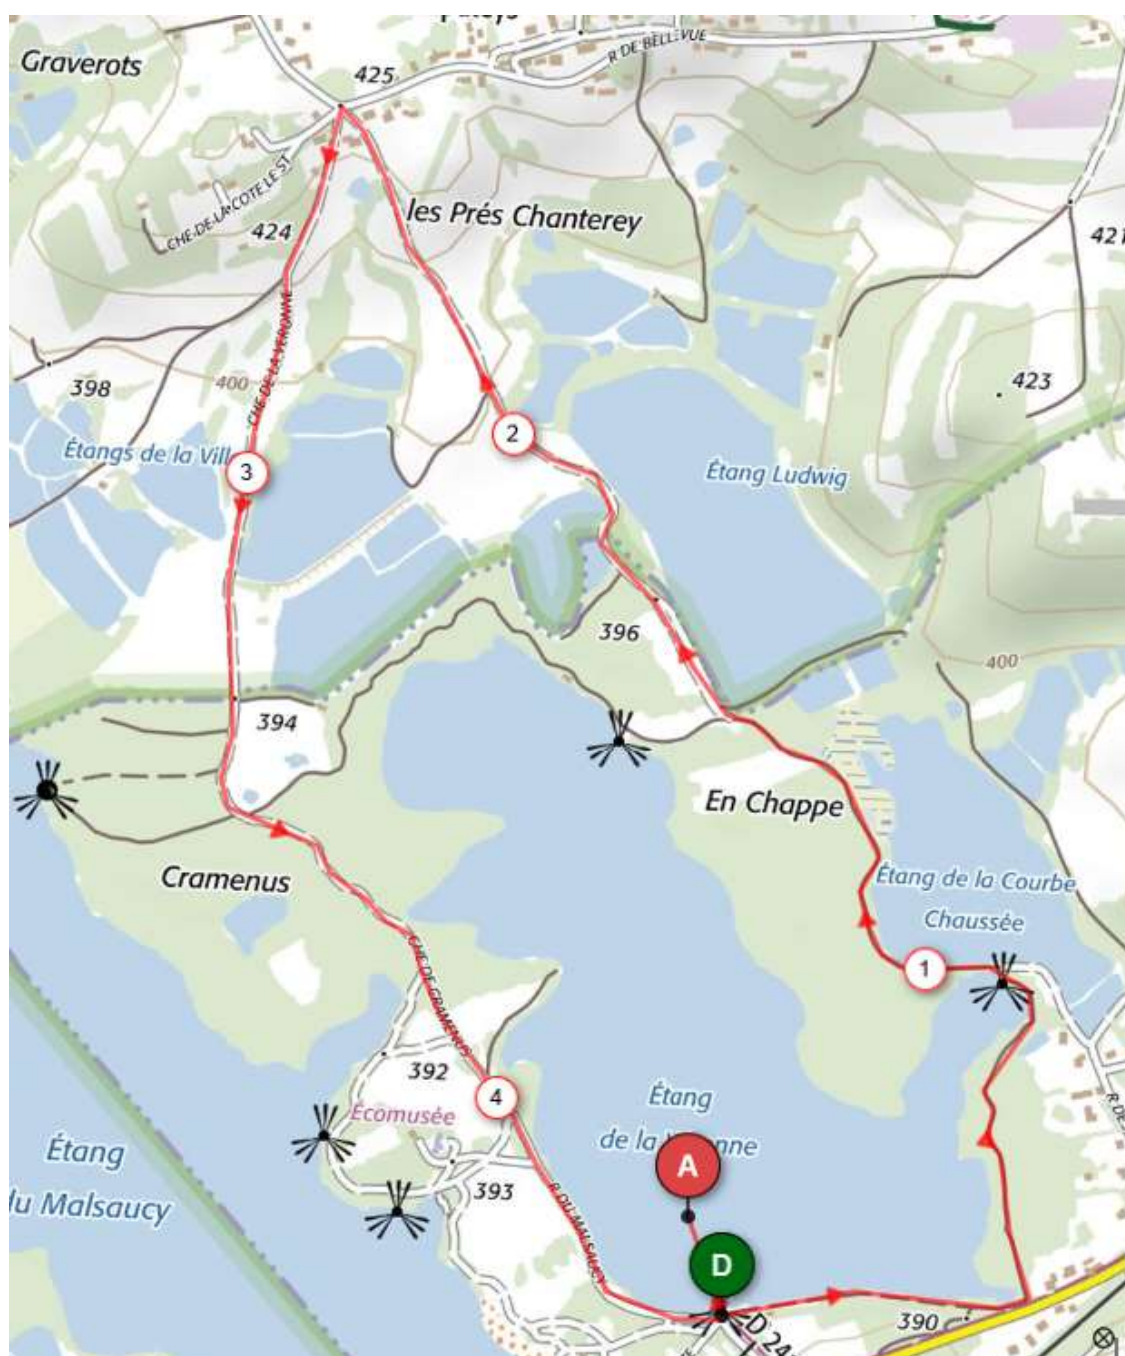 Graverots
425
R DE BELLEVUE
CHE DE LA COTE LE ST
les Prés Chanterey
424
421
CHE DE LA VERONNE
398
400
423
2
Étangs de la Vill
3
Étang Ludwig
396
400
394
En Chappe
Cramenus
Étang de la Courbe
Chaussée
1
CHE DE GRAMENUS
392
4
Écomusée
Étang
de la
Étang
du Malsaucy
A
393
R DU MALSAUCY
D
390
D 24